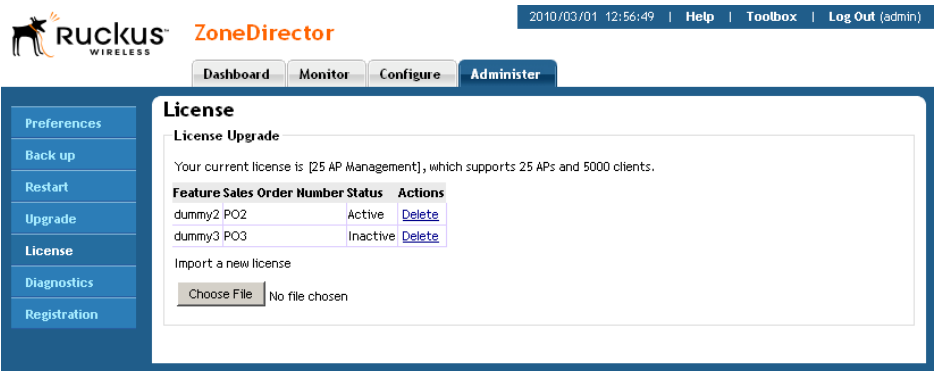 2010/03/01 12:56:49 | Help | Toolbox | Log Out (admin)
RUCKUS WIRELESS
ZoneDirector
Dashboard Monitor Configure Administer
Preferences
Back up
Restart
Upgrade
License
Diagnostics
Registration
License
License Upgrade
Your current license is [25 AP Management], which supports 25 APs and 5000 clients.
Feature Sales Order Number Status Actions
dummy2 PO2 Active Delete
dummy3 PO3 Inactive Delete
Import a new license
Choose File No file chosen